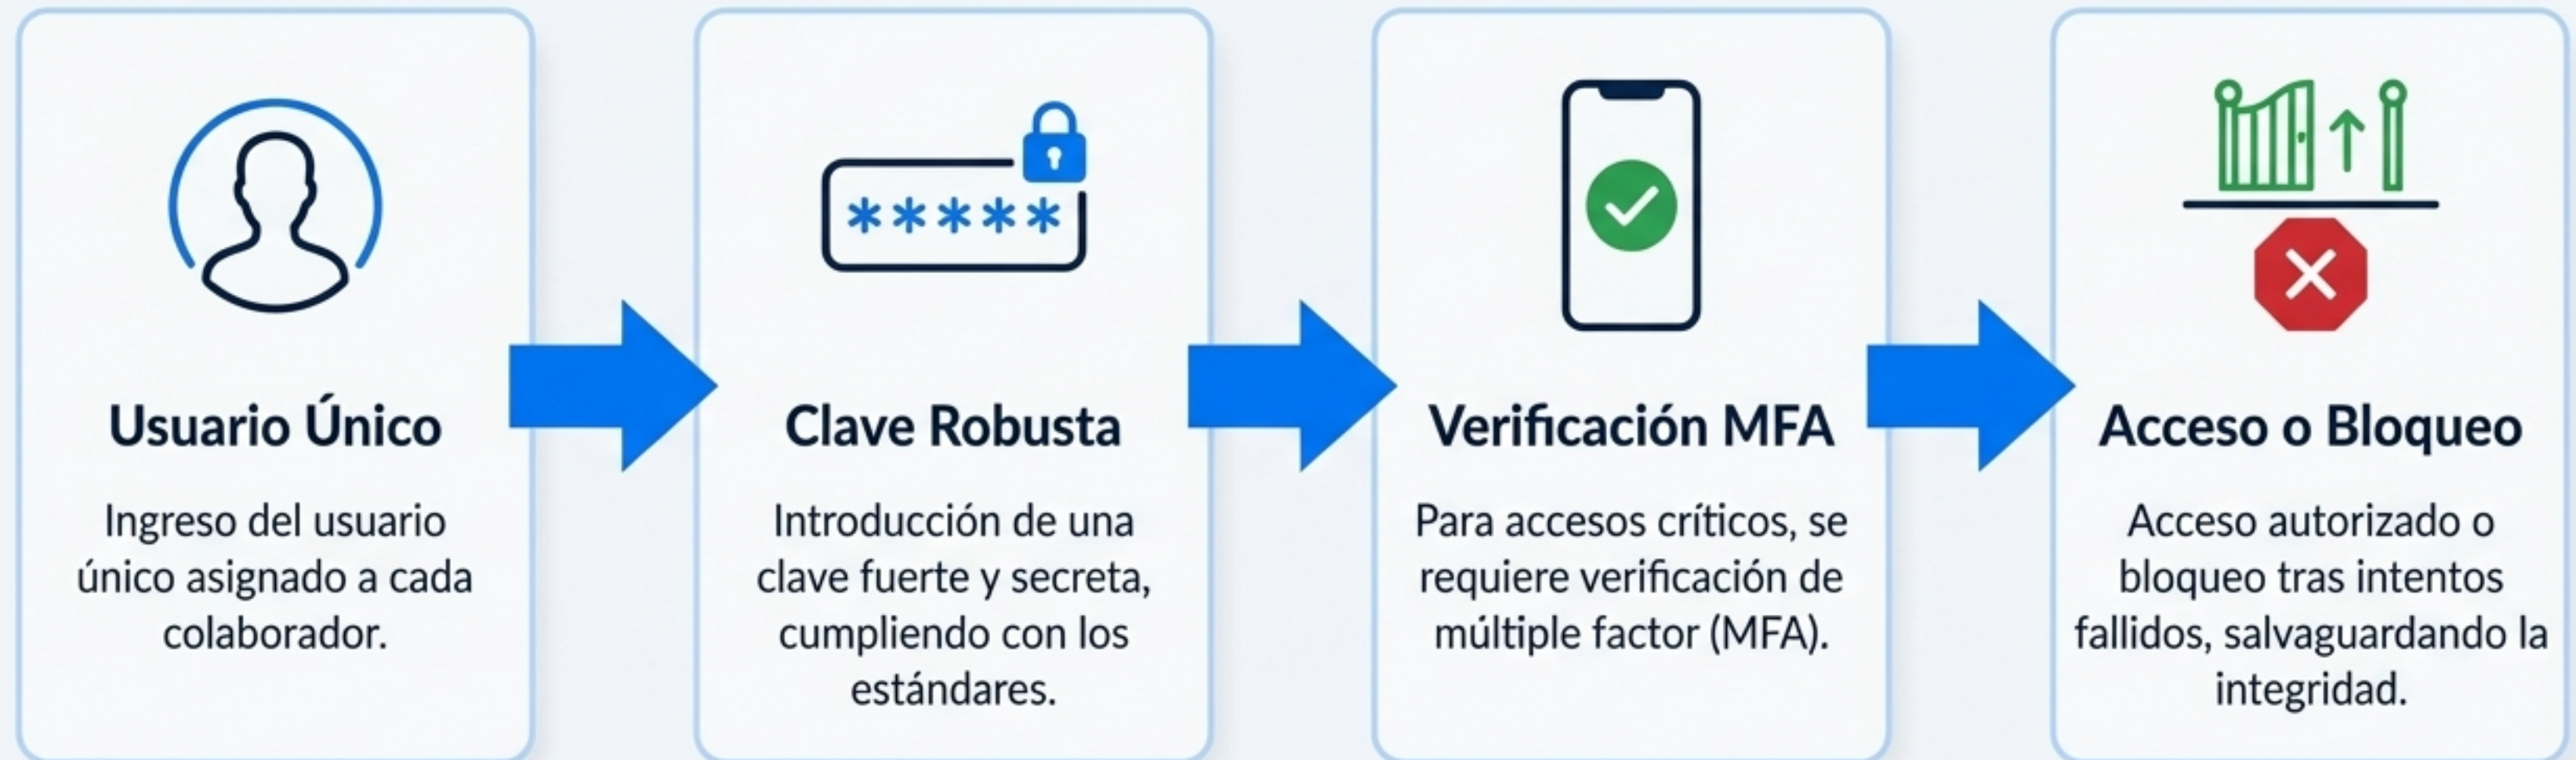 Usuario Único
Ingreso del usuario
único asignado a cada
colaborador.
Clave Robusta
Introducción de una
clave fuerte y secreta,
cumpliendo con los
estándares.
Verificación MFA
Para accesos críticos, se
requiere verificación de
múltiple factor (MFA).
Acceso o Bloqueo
Acceso autorizado o
bloqueo tras intentos
fallidos, salvaguardando la
integridad.